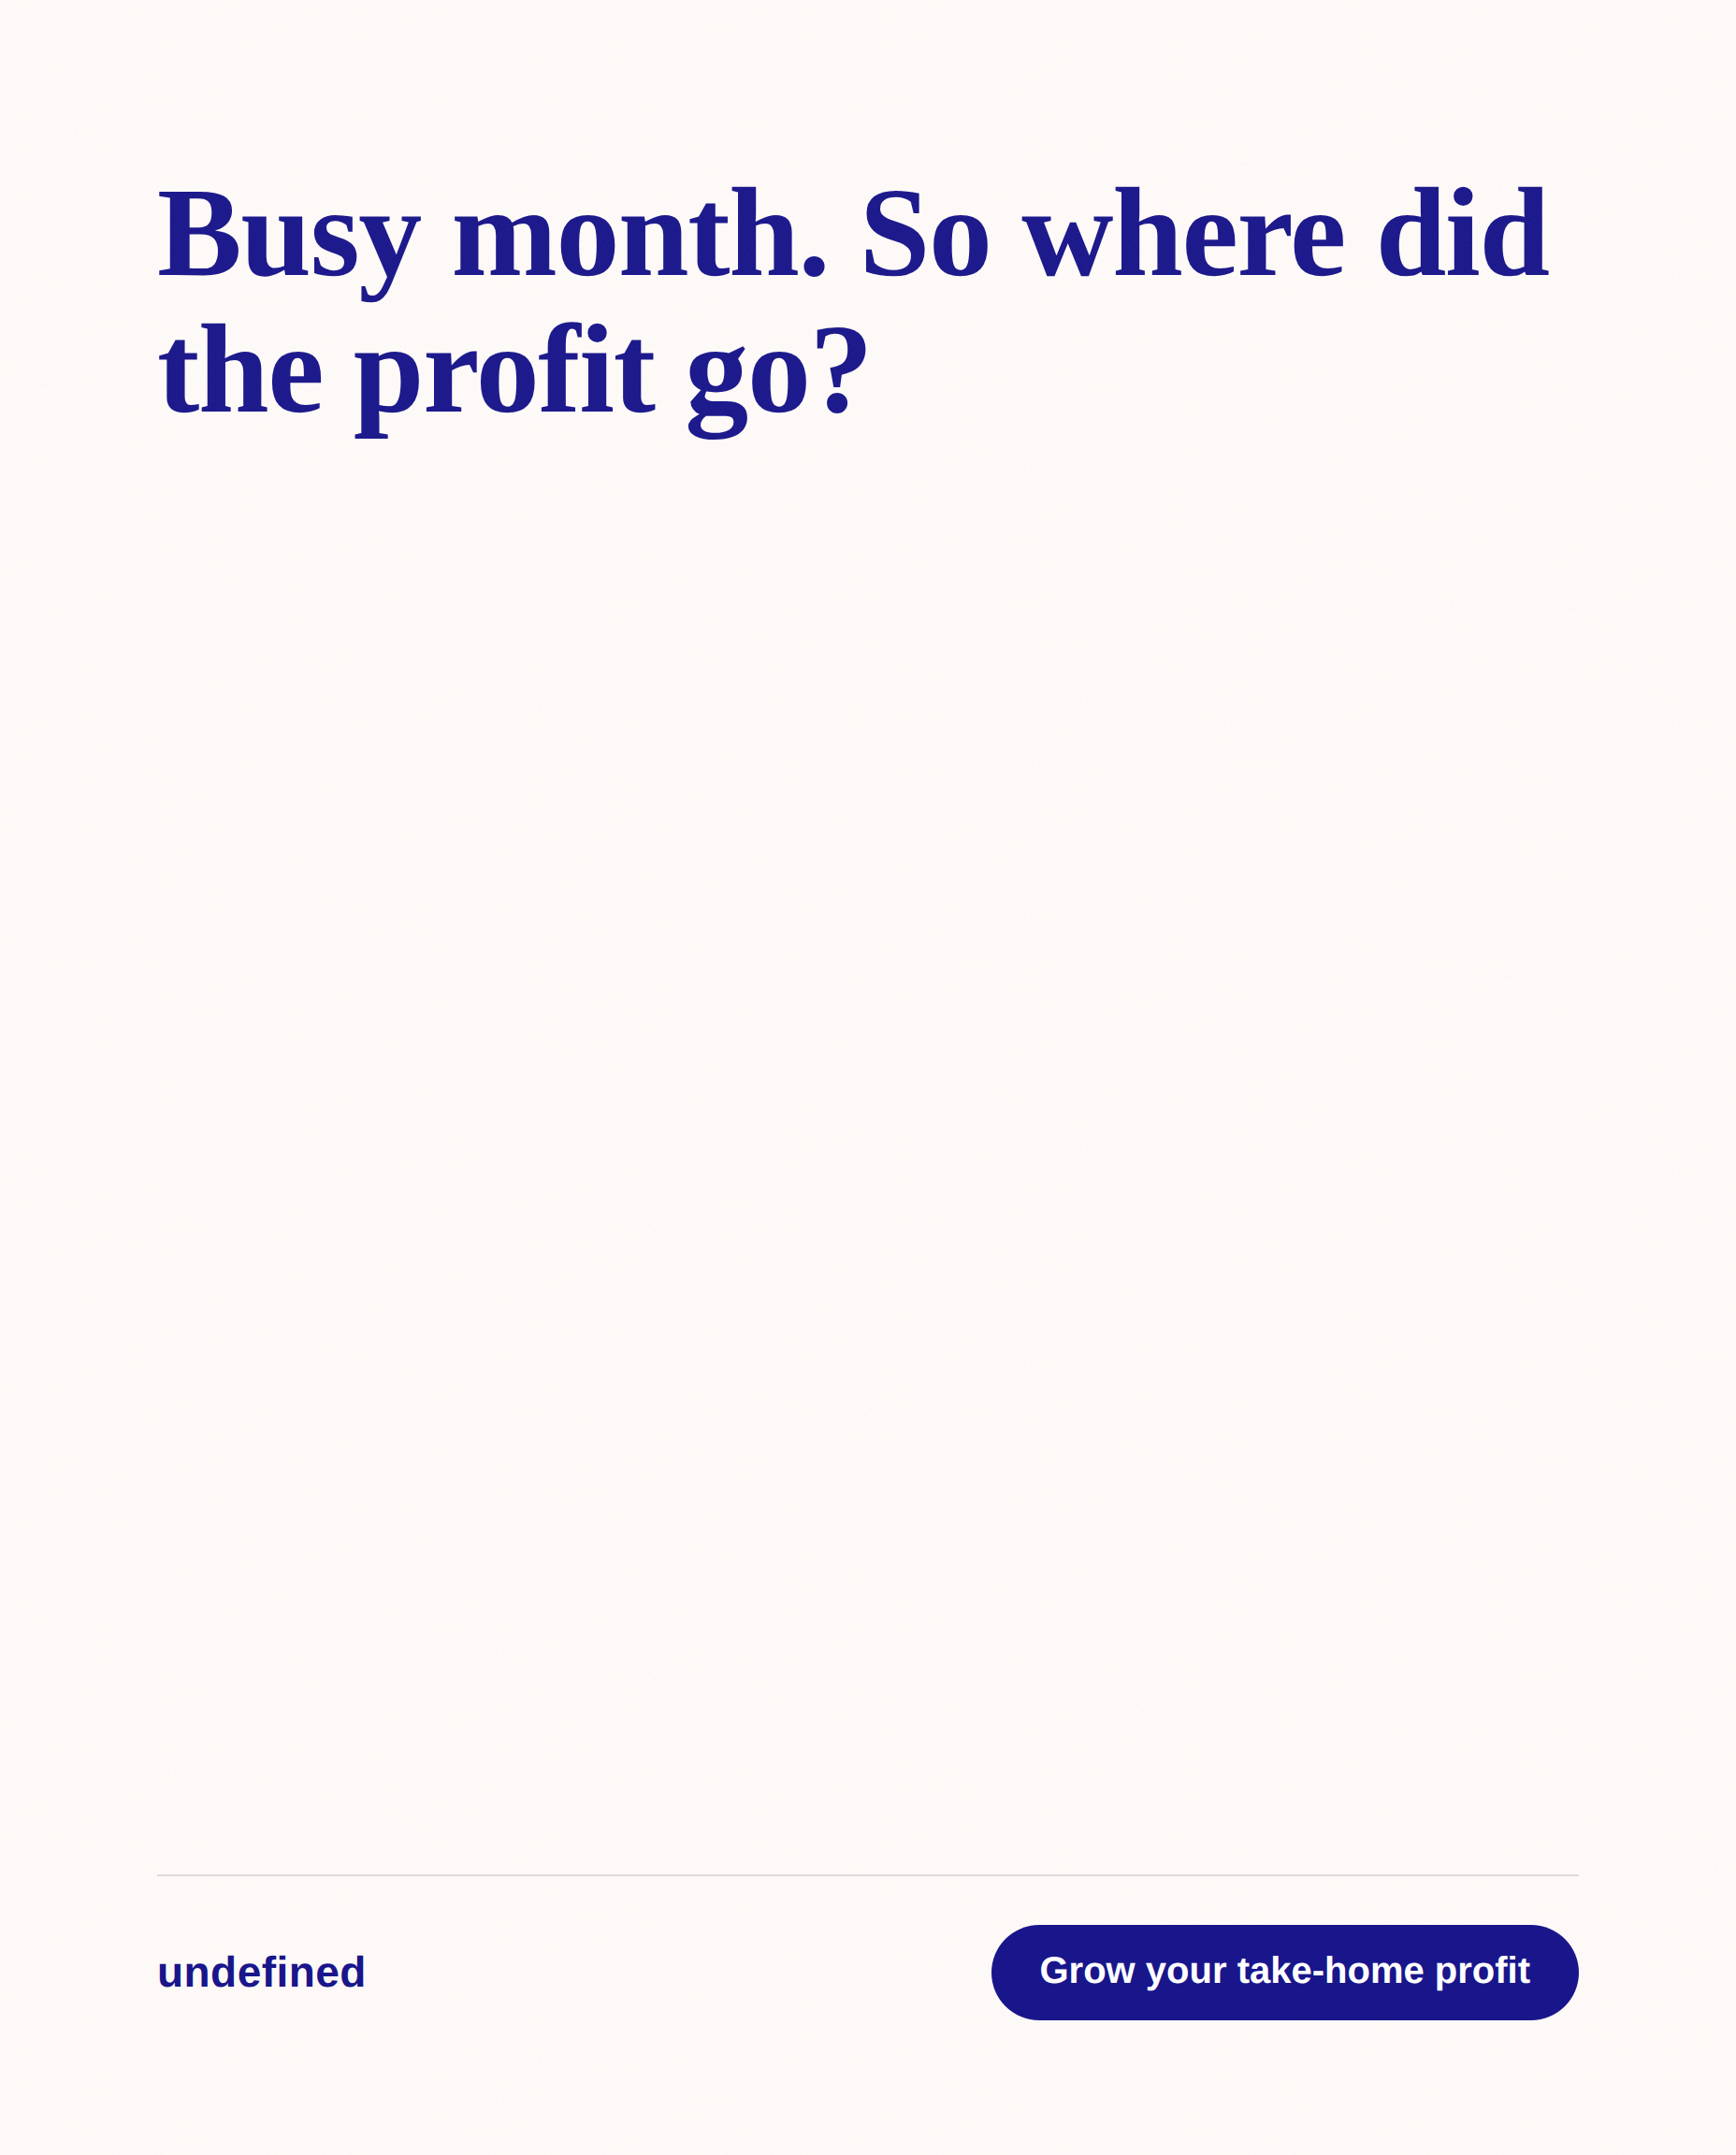 Busy month. So where did
the profit go?
undefined
Grow your take-home profit